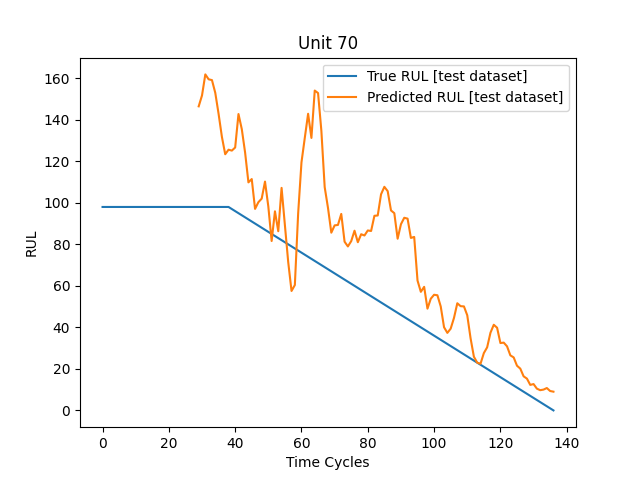 Unit 70
True RUL [test dataset]
Predicted RUL [test dataset]
RUL
160
140
120
100
80
60
40
20
0
0 20 40 60 80 100 120 140
Time Cycles